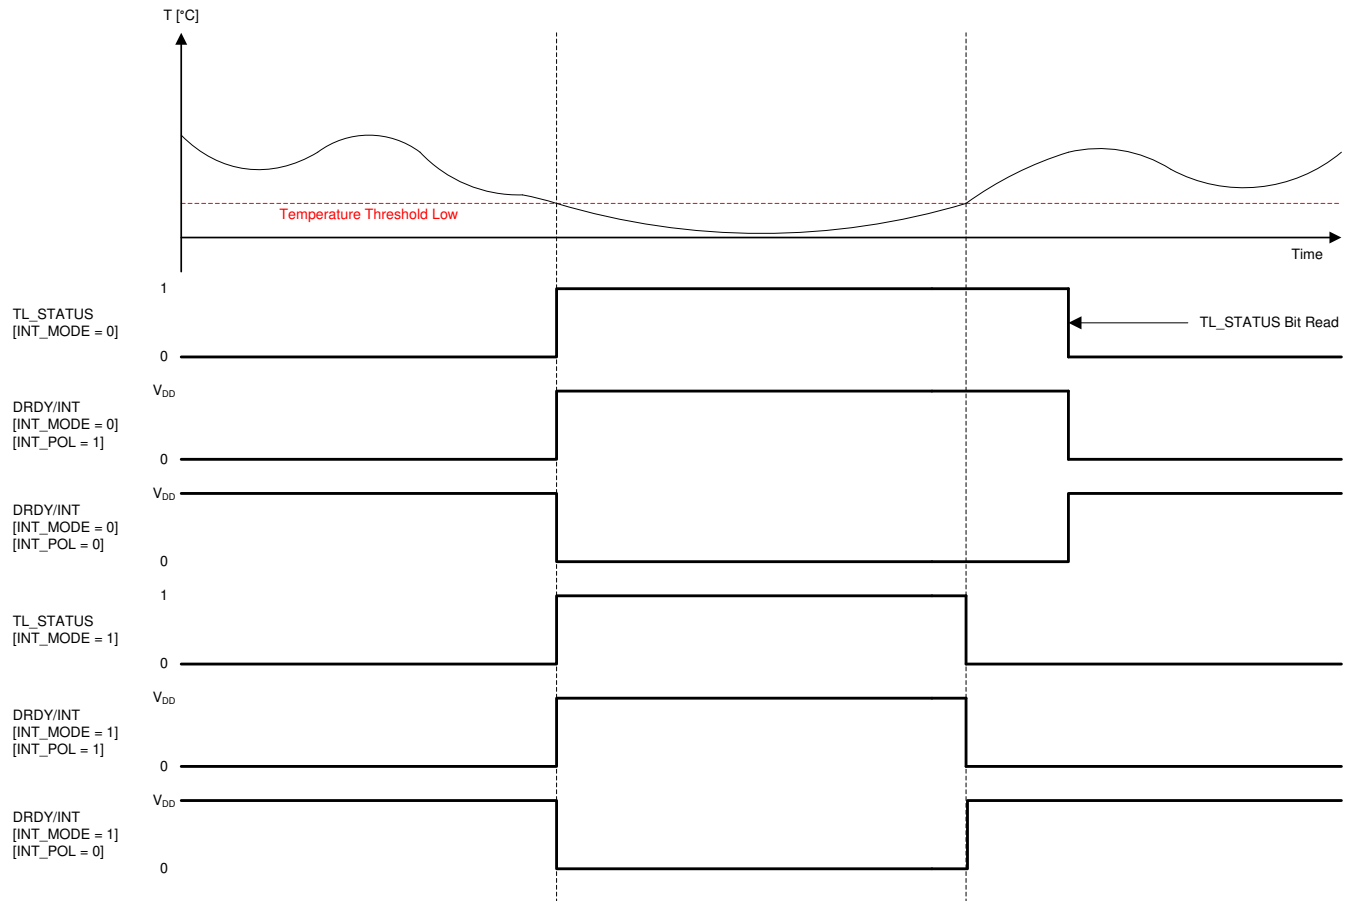 T [°C]
Temperature Threshold Low
Time
1
TL_STATUS
[INT_MODE = 0]
TL_STATUS Bit Read
0
VDD
DRDY/INT
[INT_MODE = 0]
[INT_POL = 1]
0
VDD
DRDY/INT
[INT_MODE = 0]
[INT_POL = 0]
0
1
TL_STATUS
[INT_MODE = 1]
0
VDD
DRDY/INT
[INT_MODE = 1]
[INT_POL = 1]
0
VDD
DRDY/INT
[INT_MODE = 1]
[INT_POL = 0]
0